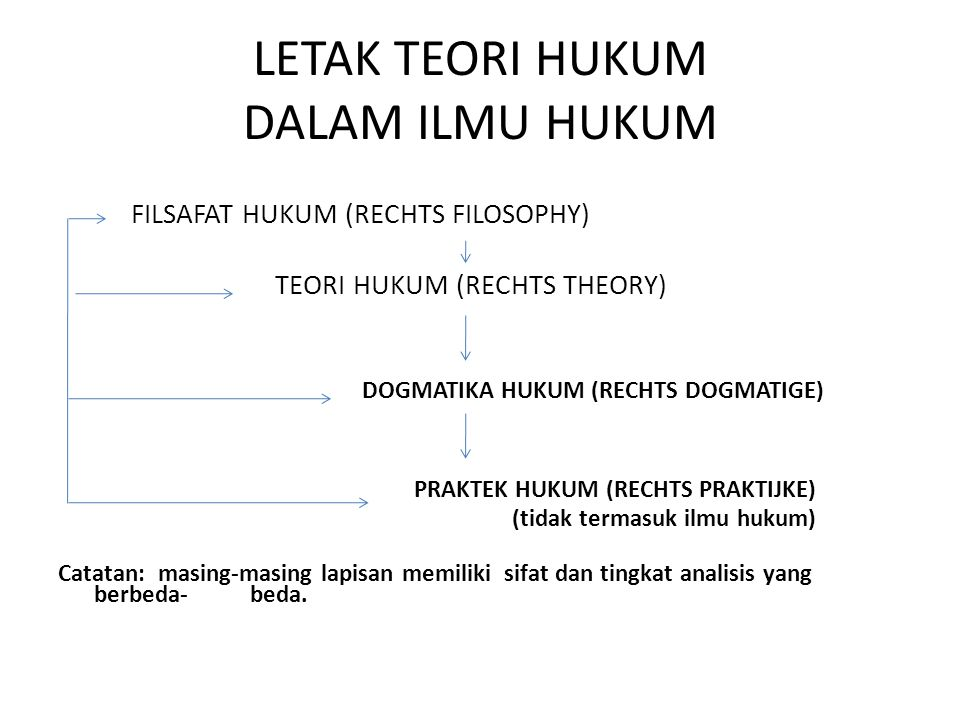 LETAK TEORI HUKUM
DALAM ILMU HUKUM
FILSAFAT HUKUM (RECHTS FILOSOPHY)
TEORI HUKUM (RECHTS THEORY)
DOGMATIKA HUKUM (RECHTS DOGMATIGE)
PRAKTEK HUKUM (RECHTS PRAKTIJKE)
(tidak termasuk ilmu hukum)
Catatan: masing-masing lapisan memiliki sifat dan tingkat analisis yang
berbeda- beda.